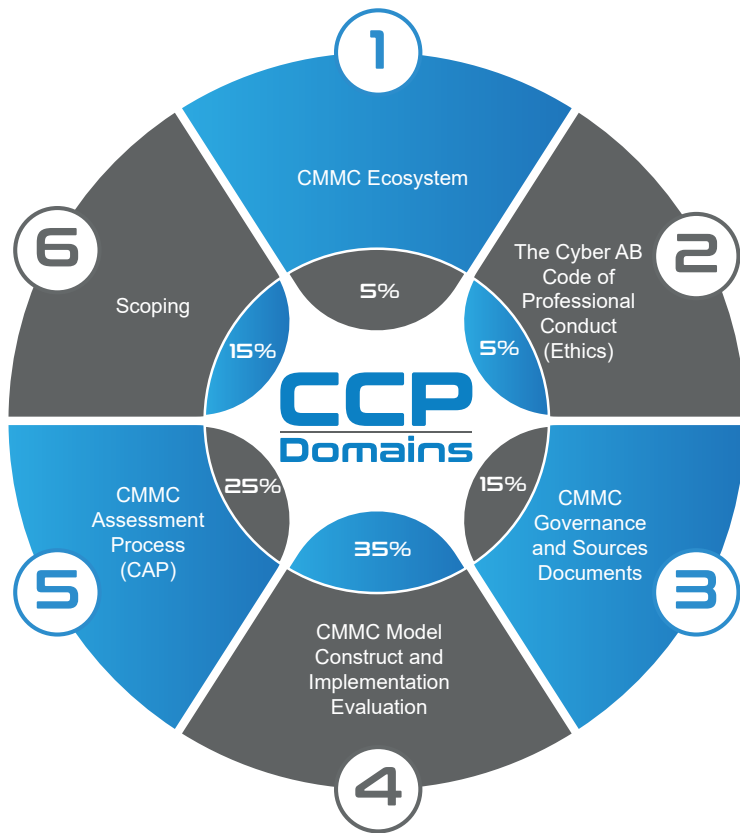 1
CMMC Ecosystem
5%
2
The Cyber AB
Code of
Professional
Conduct
(Ethics)
5%
3
CMMC
Governance
and Sources
Documents
15%
4
CMMC Model
Construct and
Implementation
Evaluation
35%
5
CMMC
Assessment
Process
(CAP)
25%
6
Scoping
15%
CCP
Domains